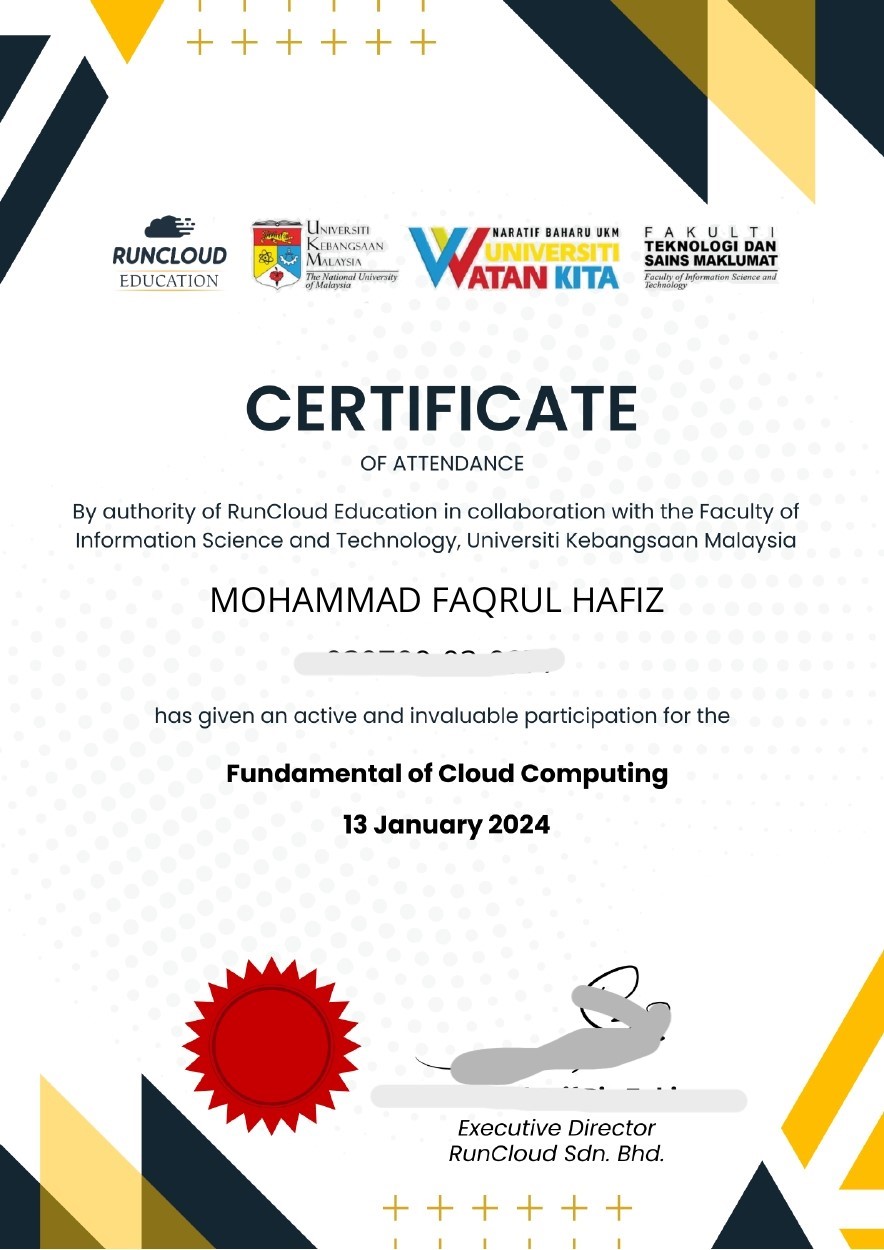 RUNCLOUD
EDUCATION
UNIVERSITI
KEBANGSAAN
MALAYSIA
The National University
of Malaysia
NARATIF BAHARU UKM
UNIVERSITI
WATAN KITA
FAKULTI
TEKNOLOGI DAN
SAINS MAKLUMAT
Faculty of Information Science and
Technology
CERTIFICATE
OF ATTENDANCE
By authority of RunCloud Education in collaboration with the Faculty of
Information Science and Technology, Universiti Kebangsaan Malaysia
MOHAMMAD FAQRUL HAFIZ
has given an active and invaluable participation for the
Fundamental of Cloud Computing
13 January 2024
Executive Director
RunCloud Sdn. Bhd.